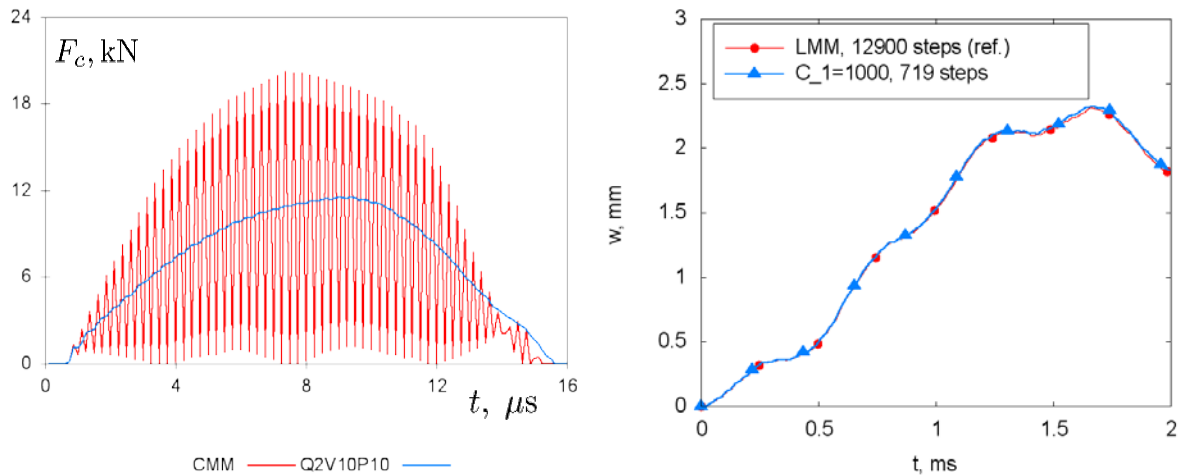 24
F_c, kN
18
12
6
0
0 4 8 12 16
t, μs
CMM Q2V10P10
3
LMM, 12900 steps (ref.)
C_1=1000, 719 steps
2.5
2
1.5
1
0.5
0
w, mm
0 0.5 1 1.5 2
t, ms